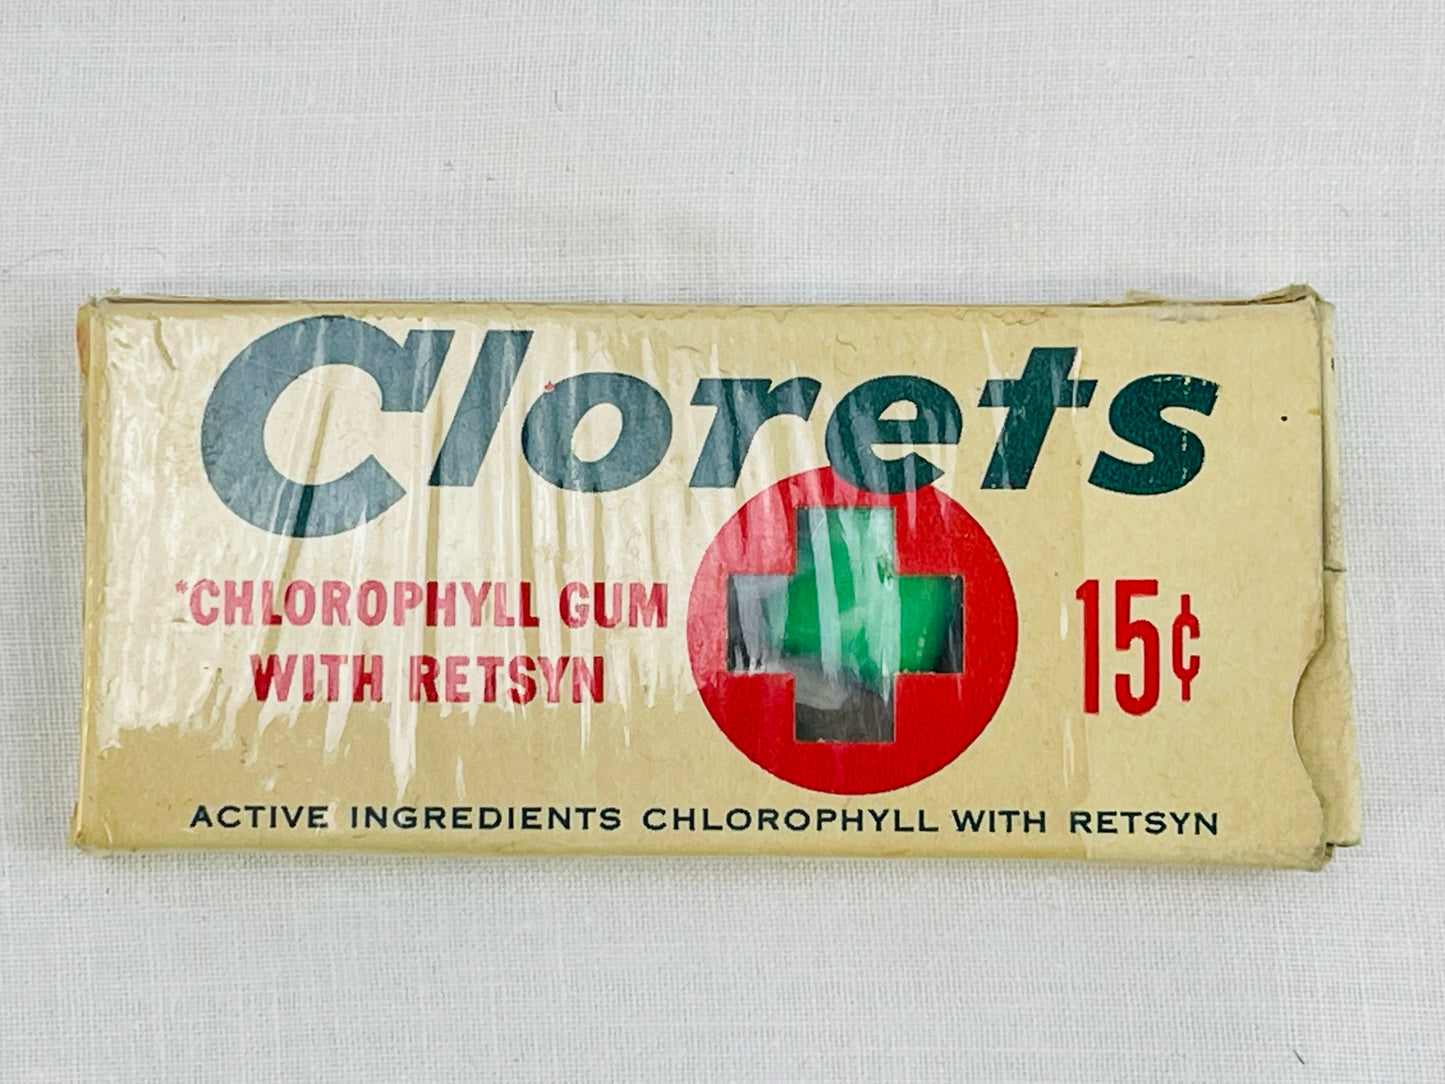 Clorets
*CHLOROPHYLL GUM
WITH RETSYN
15¢
ACTIVE INGREDIENTS CHLOROPHYLL WITH RETSYN